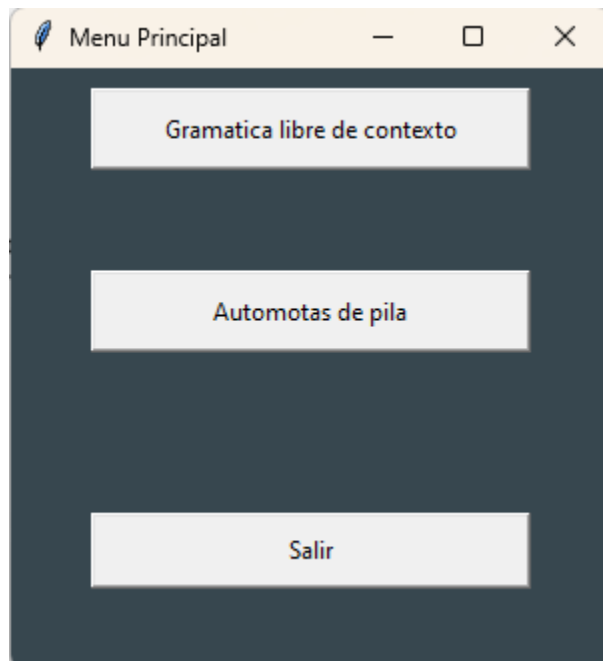 Menu Principal
Gramatica libre de contexto
Automotas de pila
Salir